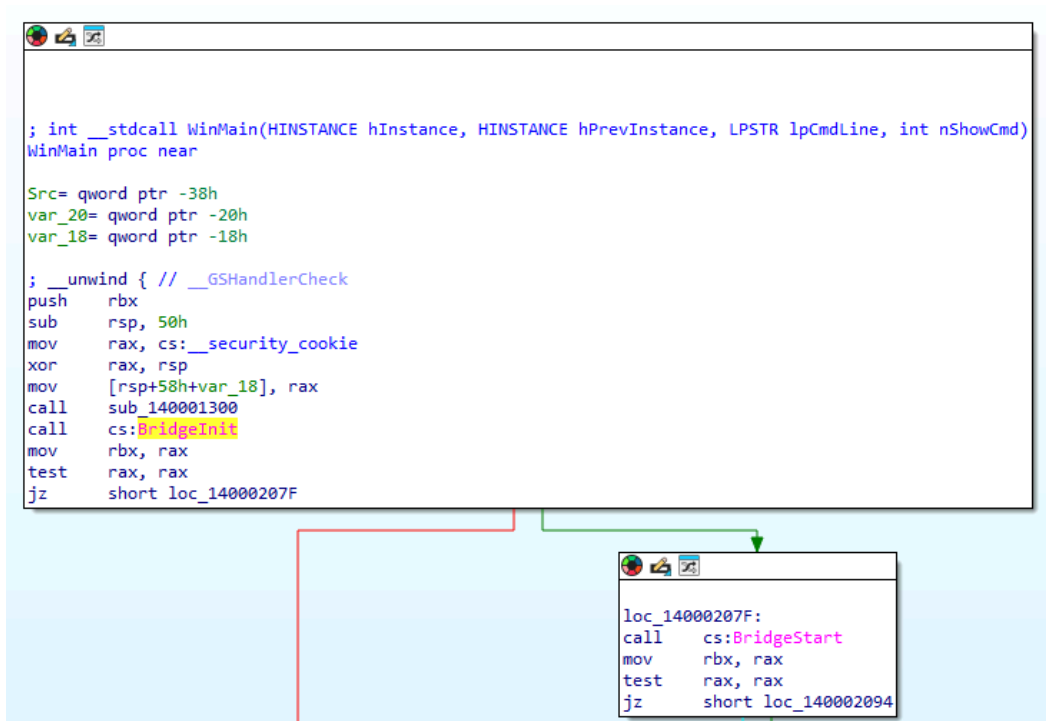 ; int __stdcall WinMain(HINSTANCE hInstance, HINSTANCE hPrevInstance, LPSTR lpCmdLine, int nShowCmd)
WinMain proc near
Src= qword ptr -38h
var_20= qword ptr -20h
var_18= qword ptr -18h
; __unwind { // __GSHandlerCheck
push    rbx
sub     rsp, 50h
mov     rax, cs:__security_cookie
xor     rax, rsp
mov     [rsp+58h+var_18], rax
call    sub_140001300
call    cs:BridgeInit
mov     rbx, rax
test    rax, rax
jz      short loc_14000207F
loc_14000207F:
call    cs:BridgeStart
mov     rbx, rax
test    rax, rax
jz      short loc_140002094